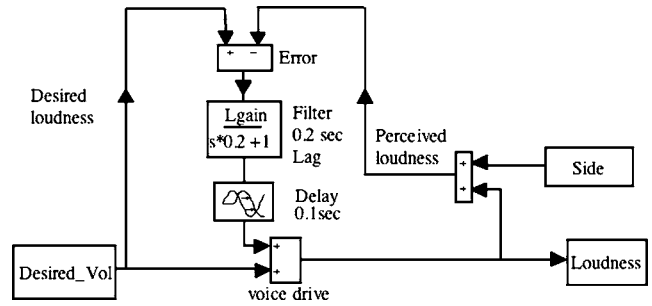 + -
Error
Desired
loudness
Lgain
s*0.2 +1
Filter
0.2 sec
Lag
Perceived
loudness
+
+
Side
Delay
0.1sec
Desired_Vol
+
+
voice drive
Loudness